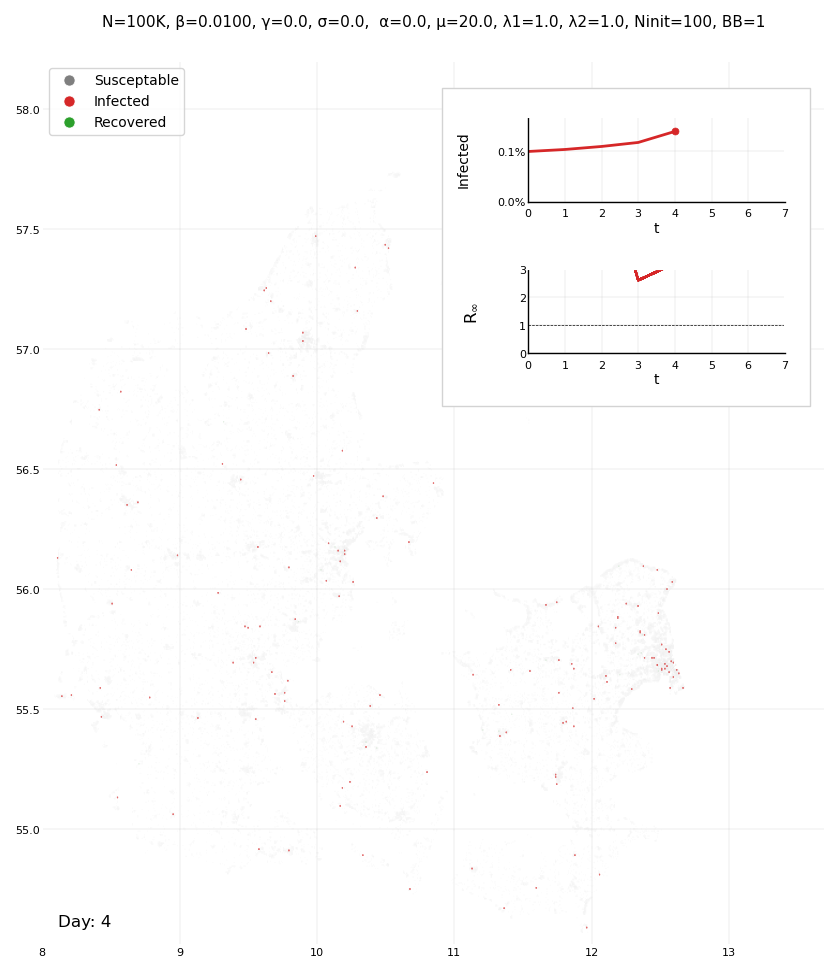 N=100K, β=0.0100, γ=0.0, σ=0.0,  α=0.0, μ=20.0, λ1=1.0, λ2=1.0, Ninit=100, BB=1
Susceptable
Infected
Recovered
58.0
57.5
57.0
56.5
56.0
55.5
55.0
8 9 10 11 12 13
Infected
0.1%
0.0%
0 1 2 3 4 5 6 7
t
R∞
3
2
1
0
0 1 2 3 4 5 6 7
t
Day: 4